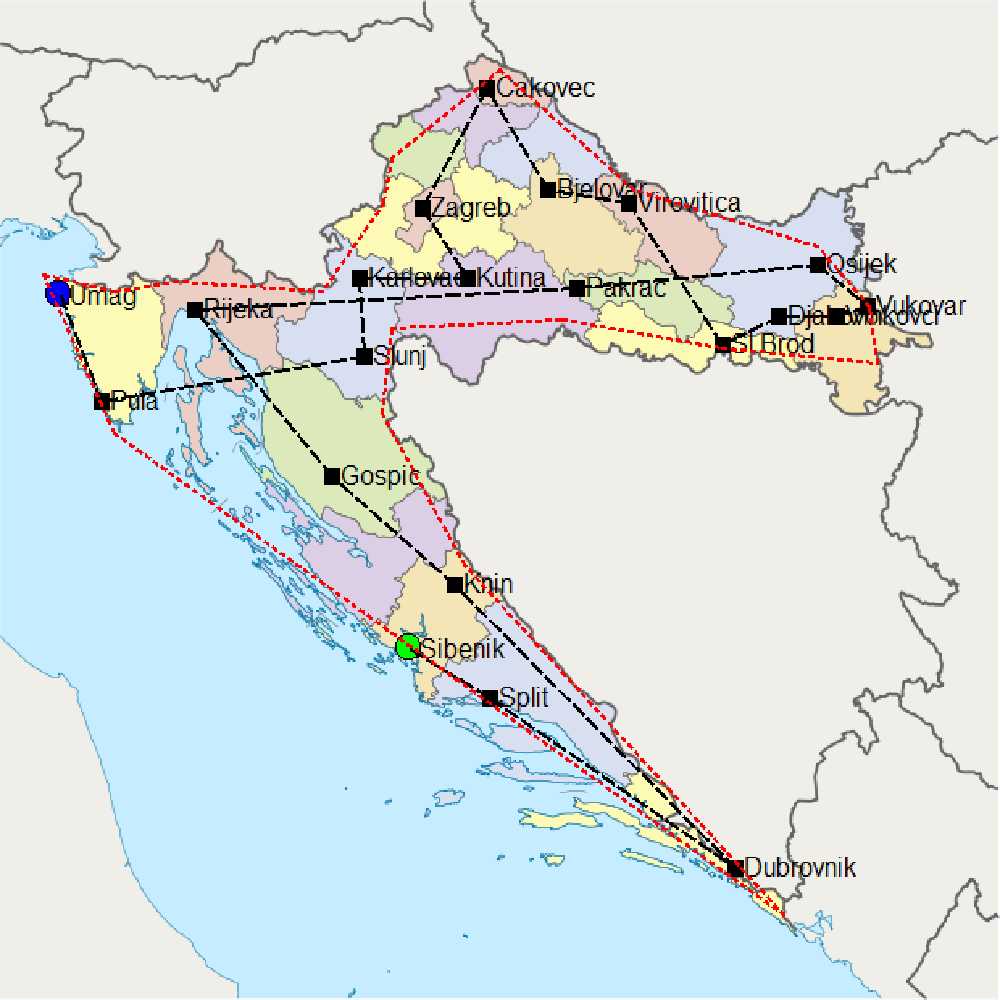 Cakovec
Bjelovar
Virovitica
Zagreb
Osijek
Karlovac
Kutina
Pakrac
Umag
Rijeka
Vukovar
Vinkovci
Sl Brod
Slunj
Pula
Gospic
Knin
Sibenik
Split
Dubrovnik